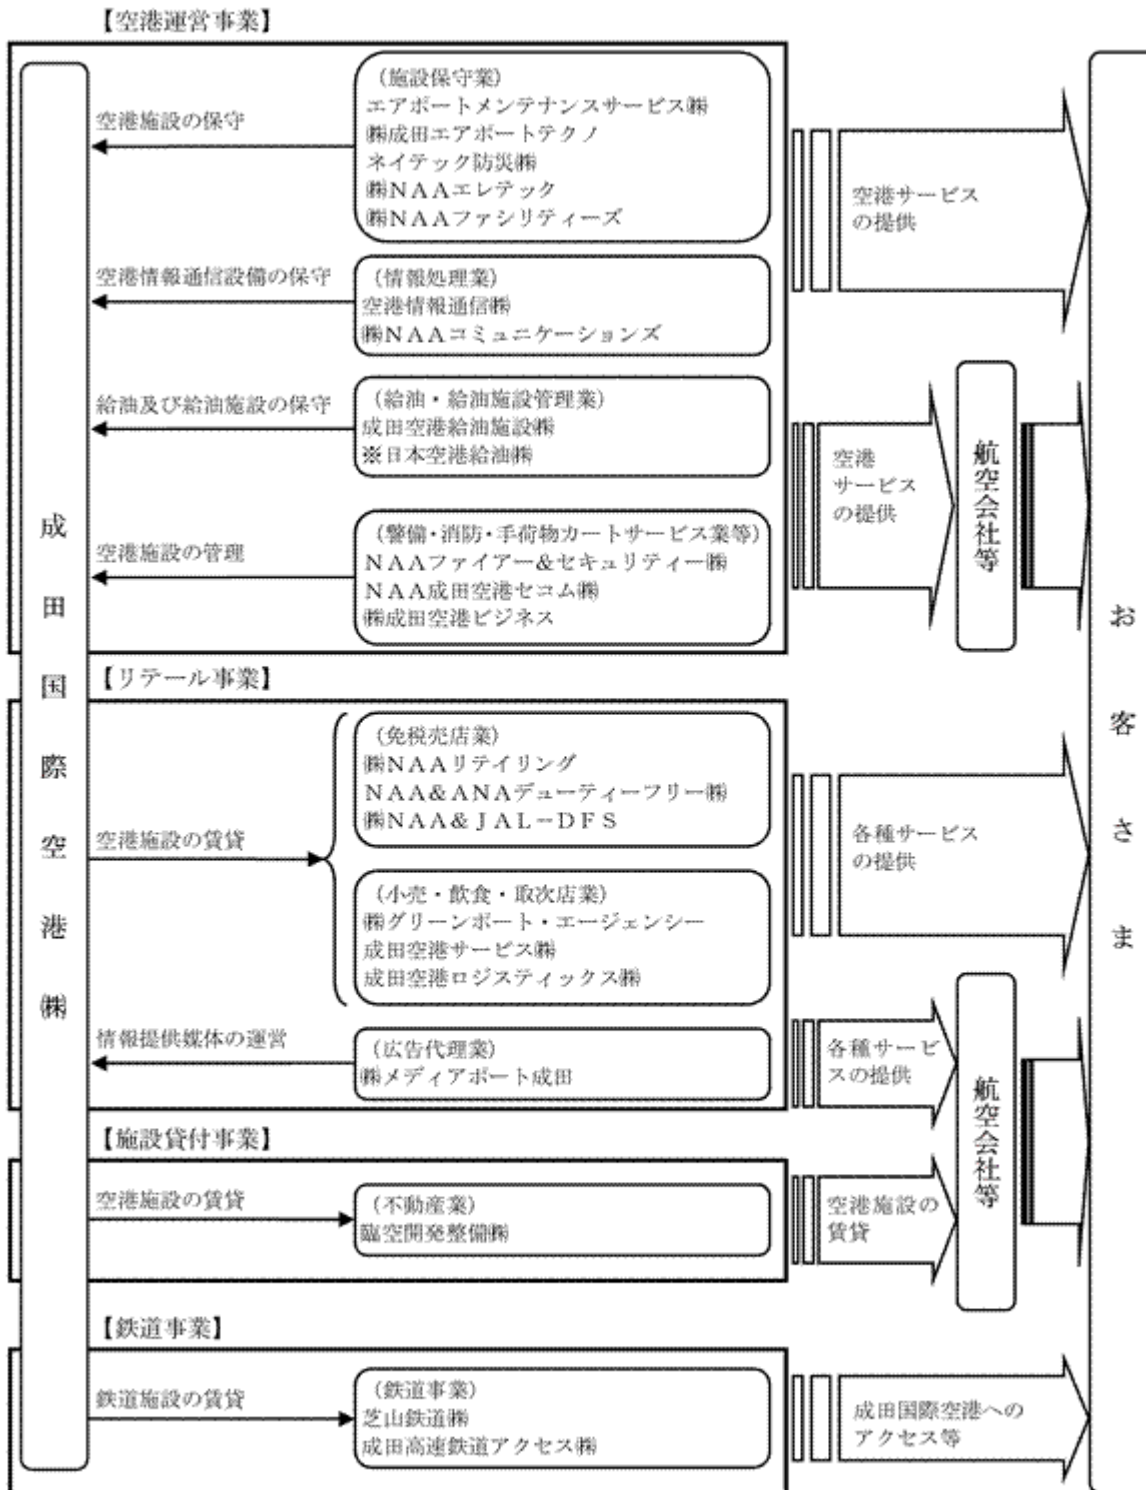 【空港運営事業】
成田国際空港㈱
空港施設の保守
(施設保守業)
エアポートメンテナンスサービス㈱
㈱成田エアポートテクノ
ネイテック防災㈱
㈱NAAエレテック
㈱NAAファシリティーズ
空港サービス
の提供
空港情報通信設備の保守
(情報処理業)
空港情報通信㈱
㈱NAAコミュニケーションズ
給油及び給油施設の保守
(給油・給油施設管理業)
成田空港給油施設㈱
※日本空港給油㈱
空港
サービス
の提供
航空会社等
空港施設の管理
(警備・消防・手荷物カートサービス業等)
NAAファイアー&セキュリティー㈱
NAA成田空港セコム㈱
㈱成田空港ビジネス
お客さま
【リテール事業】
空港施設の賃貸
(免税売店業)
㈱NAAリテイリング
NAA&ANAデューティーフリー㈱
㈱NAA&JAL-DFS
各種サービス
の提供
(小売・飲食・取次店業)
㈱グリーンポート・エージェンシー
成田空港サービス㈱
成田空港ロジスティックス㈱
情報提供媒体の運営
(広告代理業)
㈱メディアポート成田
各種サービ
スの提供
航空会社等
【施設貸付事業】
空港施設の賃貸
(不動産業)
臨空開発整備㈱
空港施設の
賃貸
【鉄道事業】
鉄道施設の賃貸
(鉄道事業)
芝山鉄道㈱
成田高速鉄道アクセス㈱
成田国際空港への
アクセス等